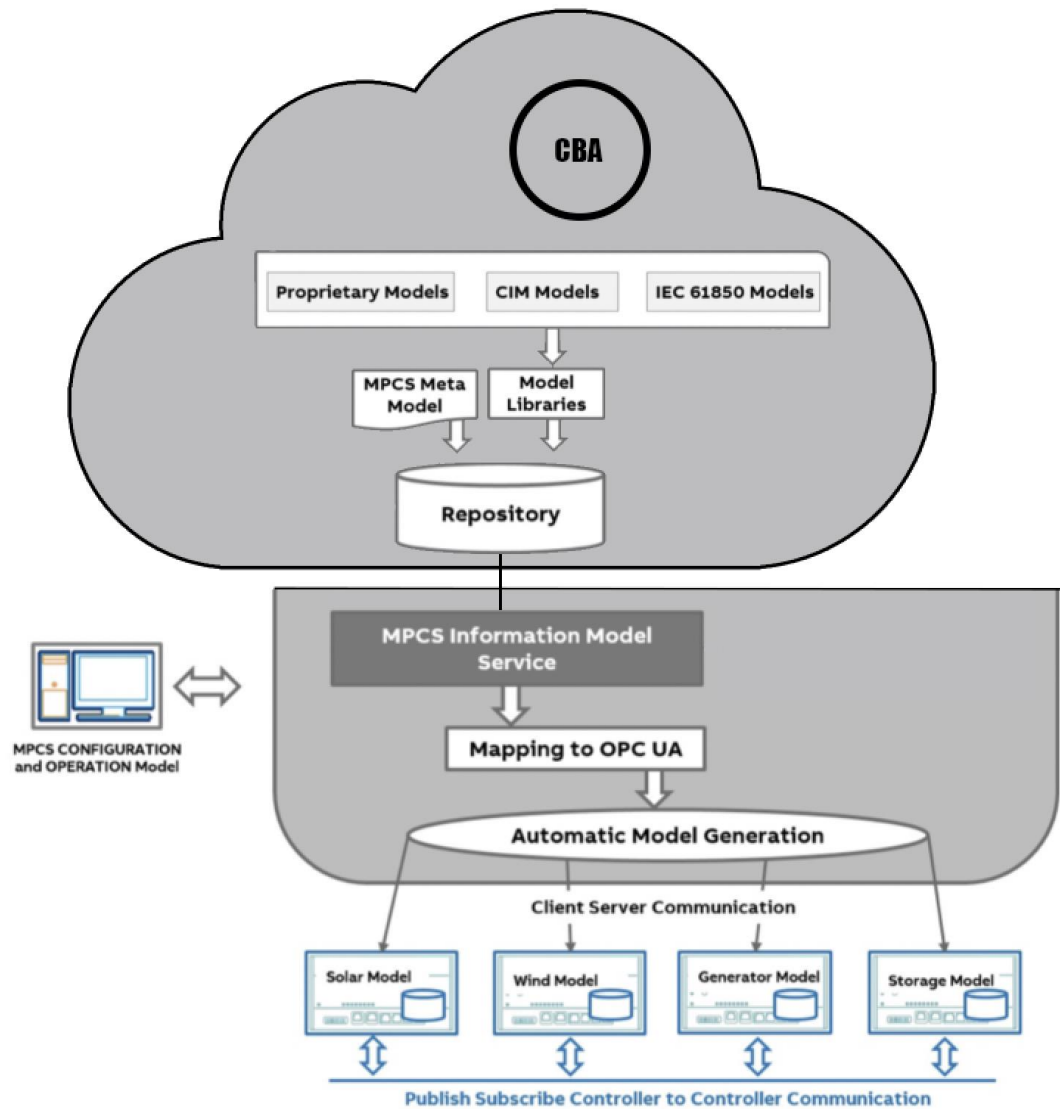 CBA
Proprietary Models
CIM Models
IEC 61850 Models
MPCS Meta
Model
Model
Libraries
Repository
MPCS Information Model
Service
MPCS CONFIGURATION
and OPERATION Model
Mapping to OPC UA
Automatic Model Generation
Client Server Communication
Solar Model
Wind Model
Generator Model
Storage Model
Publish Subscribe Controller to Controller Communication